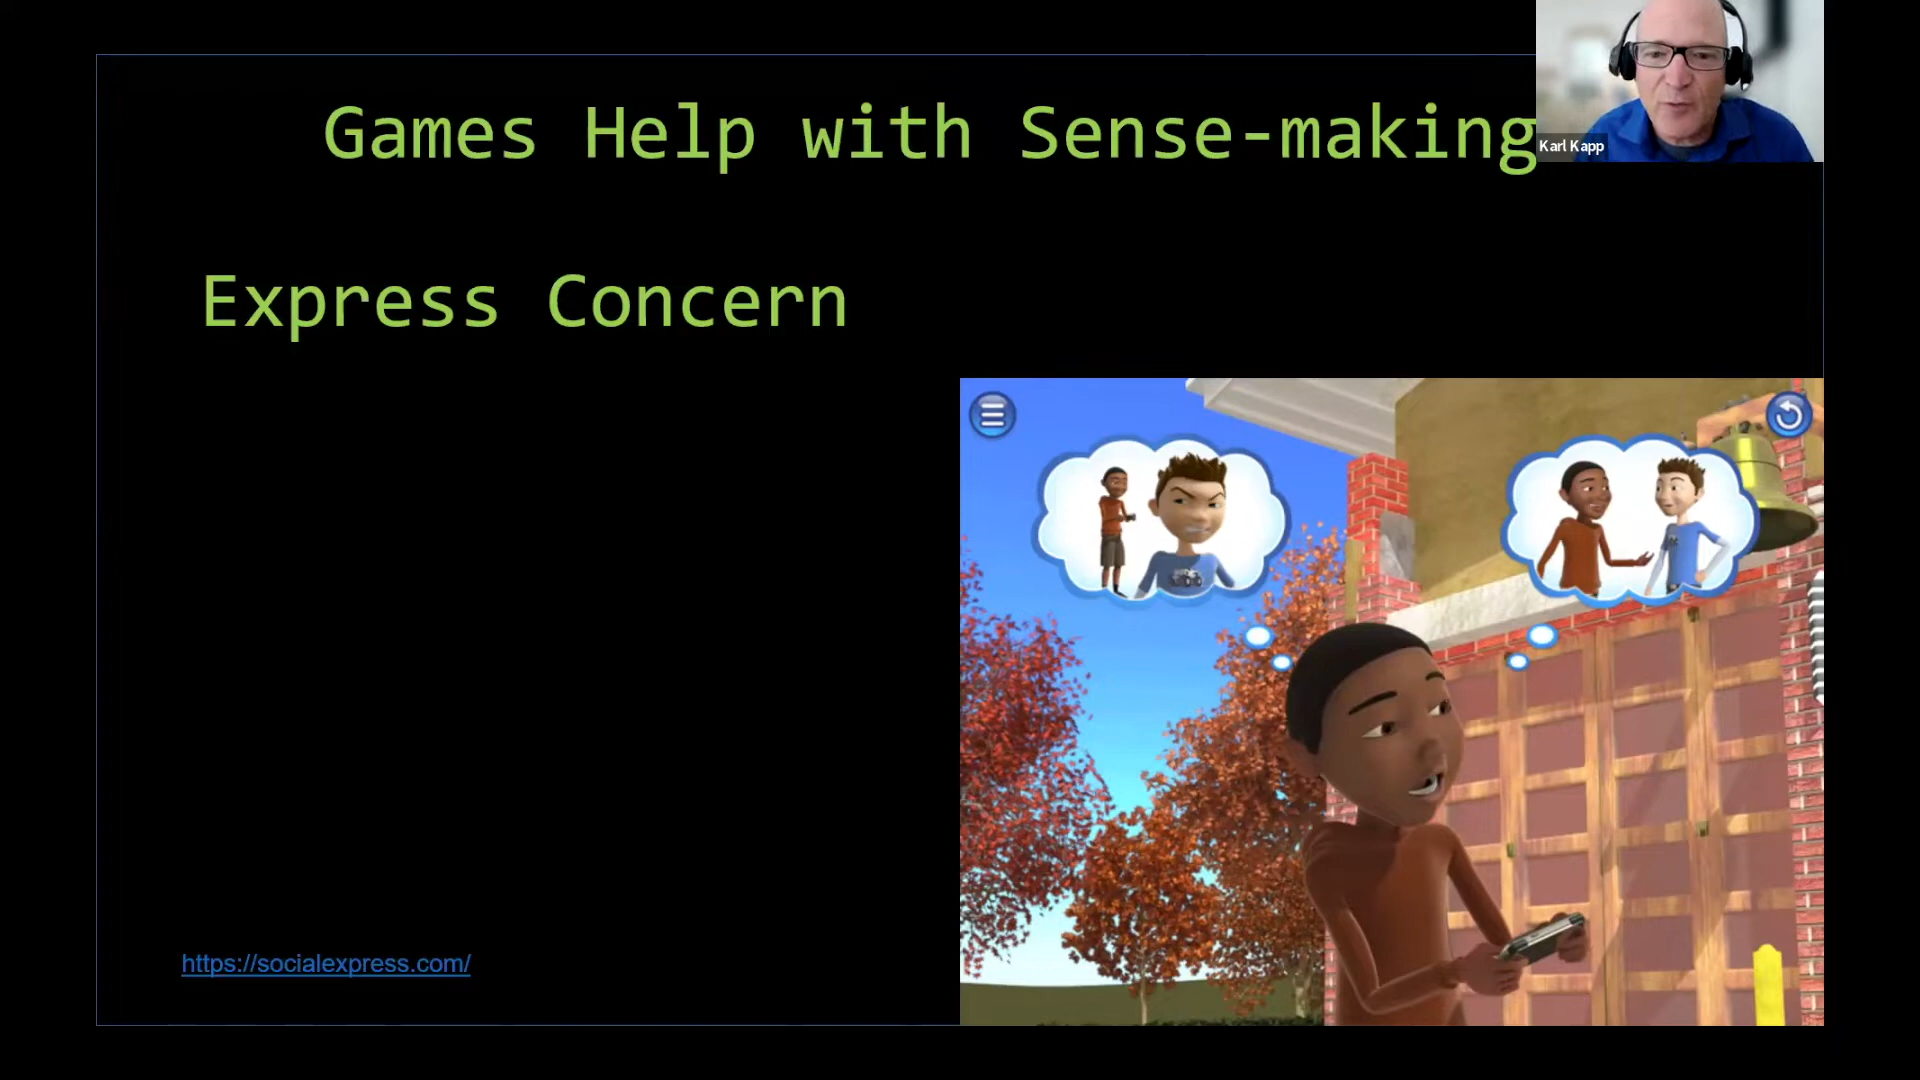 Games Help with Sense-making
Karl Kapp
Express Concern
https://socialexpress.com/